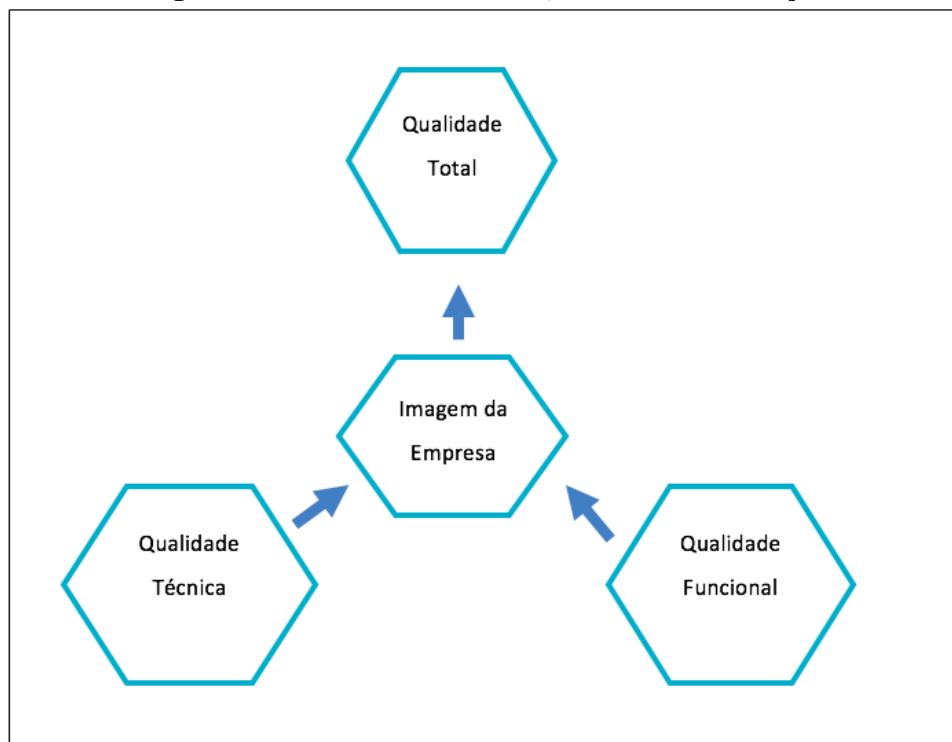 Qualidade
Total
Imagem da
Empresa
Qualidade
Técnica
Qualidade
Funcional